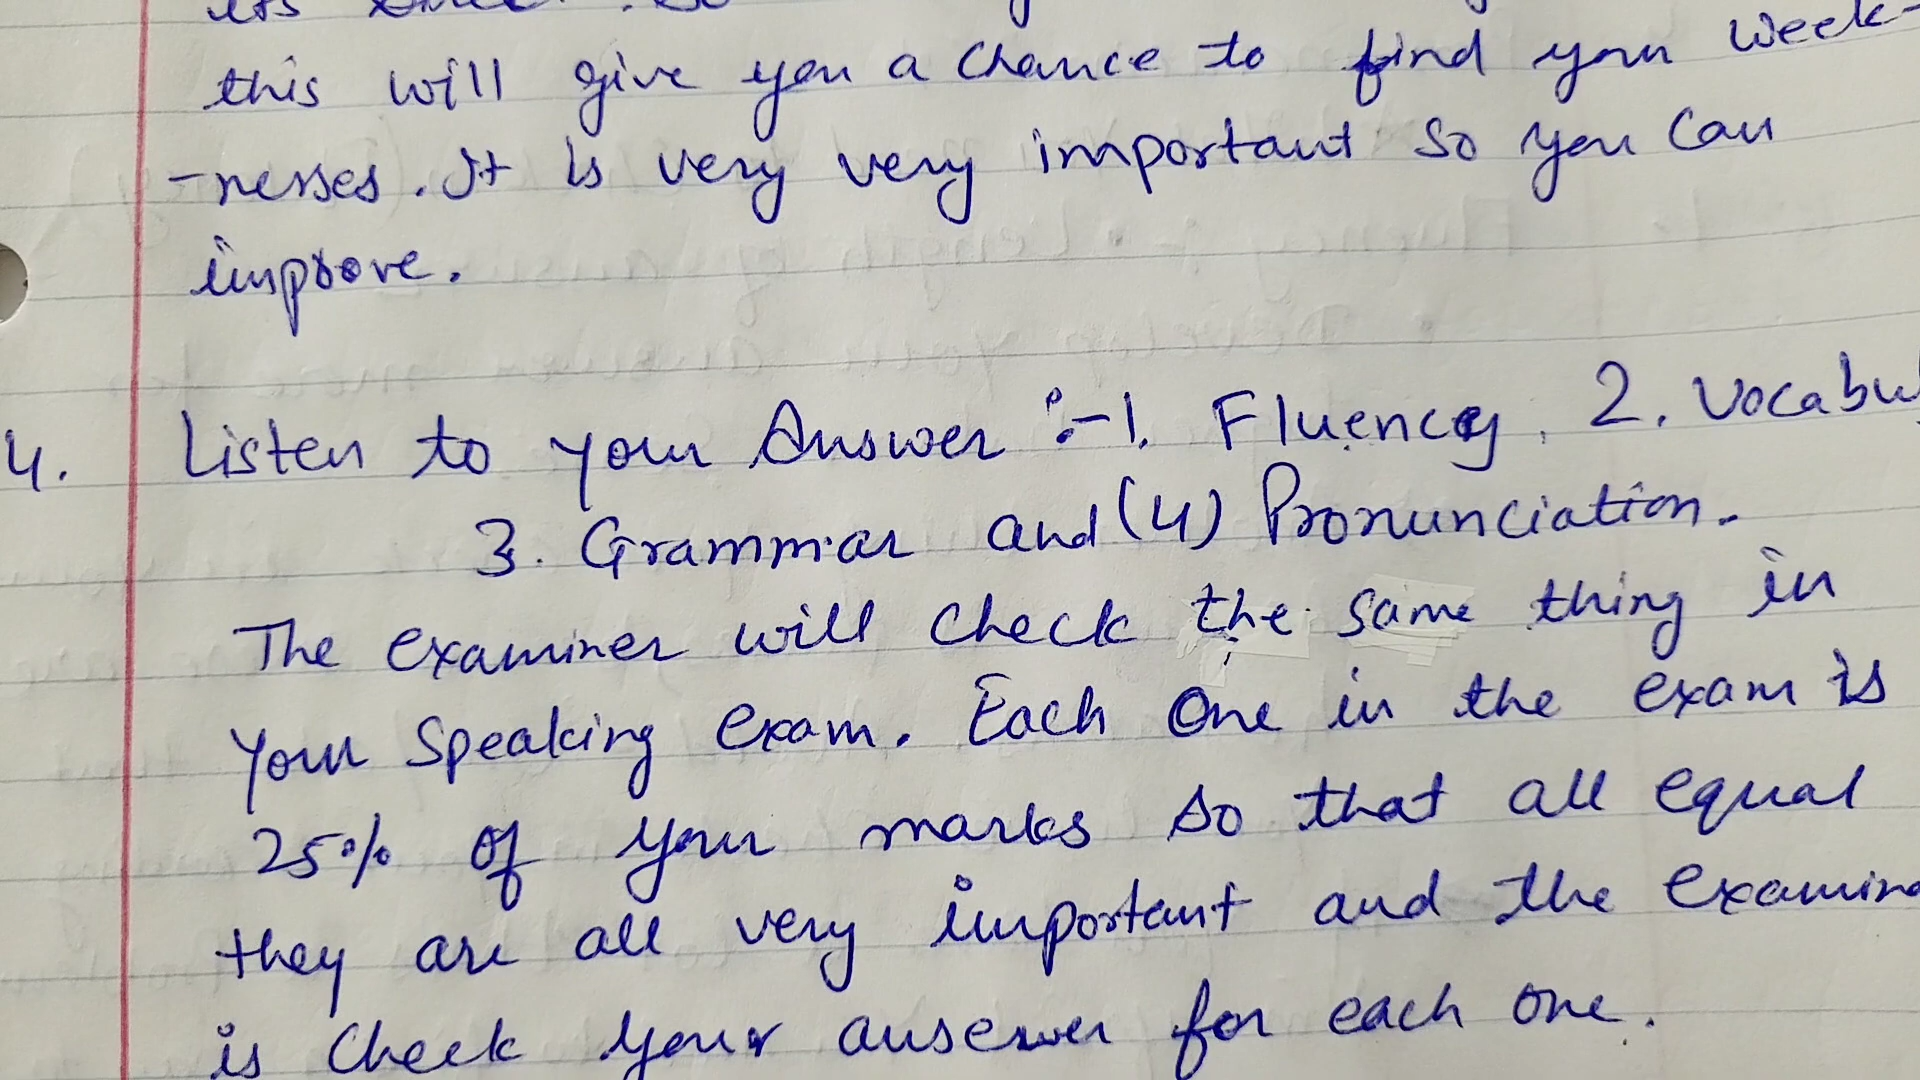 this will give you a chance to find your week-
-nesses. It is very very important so you can
improve.
4. Listen to your Answer :- 1. Fluency, 2. Vocabul
3. Grammar and (4) Pronunciation.
The examiner will check the same thing in
your speaking exam. Each one in the exam is
25% of your marks so that all equal
they are all very important and the examine
is check your ansewer for each one.